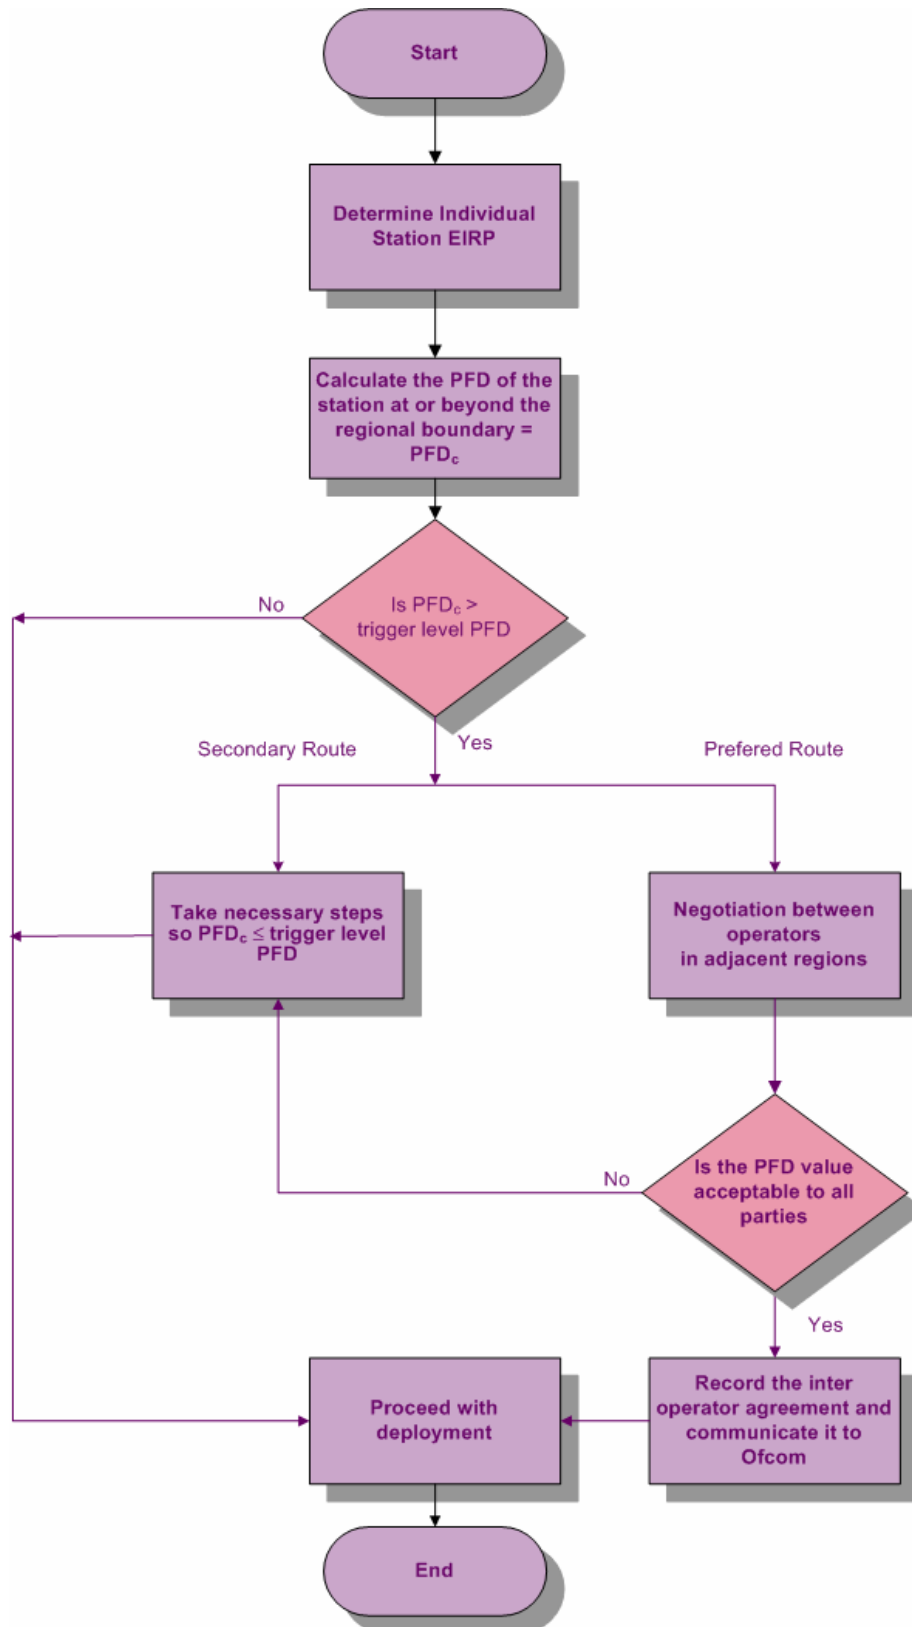 Start
Determine Individual
Station EIRP
Calculate the PFD of the
station at or beyond the
regional boundary =
PFDc
No
Is PFDc >
trigger level PFD
Secondary Route
Yes
Prefered Route
Take necessary steps
so PFDc ≤ trigger level
PFD
Negotiation between
operators
in adjacent regions
No
Is the PFD value
acceptable to all
parties
Yes
Proceed with
deployment
Record the inter
operator agreement and
communicate it to
Ofcom
End